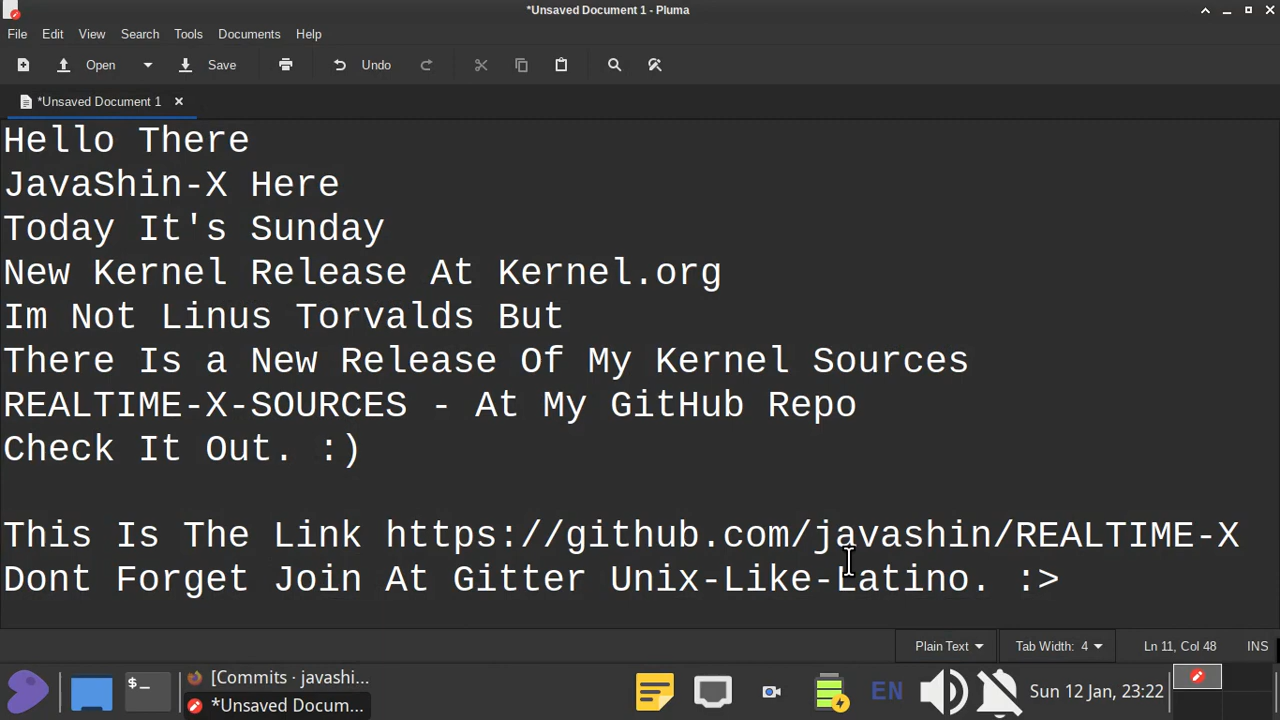 *Unsaved Document 1 - Pluma
File Edit View Search Tools Documents Help
Open Save Undo
*Unsaved Document 1
Hello There
JavaShin-X Here
Today It's Sunday
New Kernel Release At Kernel.org
Im Not Linus Torvalds But
There Is a New Release Of My Kernel Sources
REALTIME-X-SOURCES - At My GitHub Repo
Check It Out. :)
This Is The Link https://github.com/javashin/REALTIME-X
Dont Forget Join At Gitter Unix-Like-Latino. :>
Plain Text Tab Width: 4 Ln 11, Col 48 INS
[Commits · javashi...
*Unsaved Docum...
$_
EN
Sun 12 Jan, 23:22